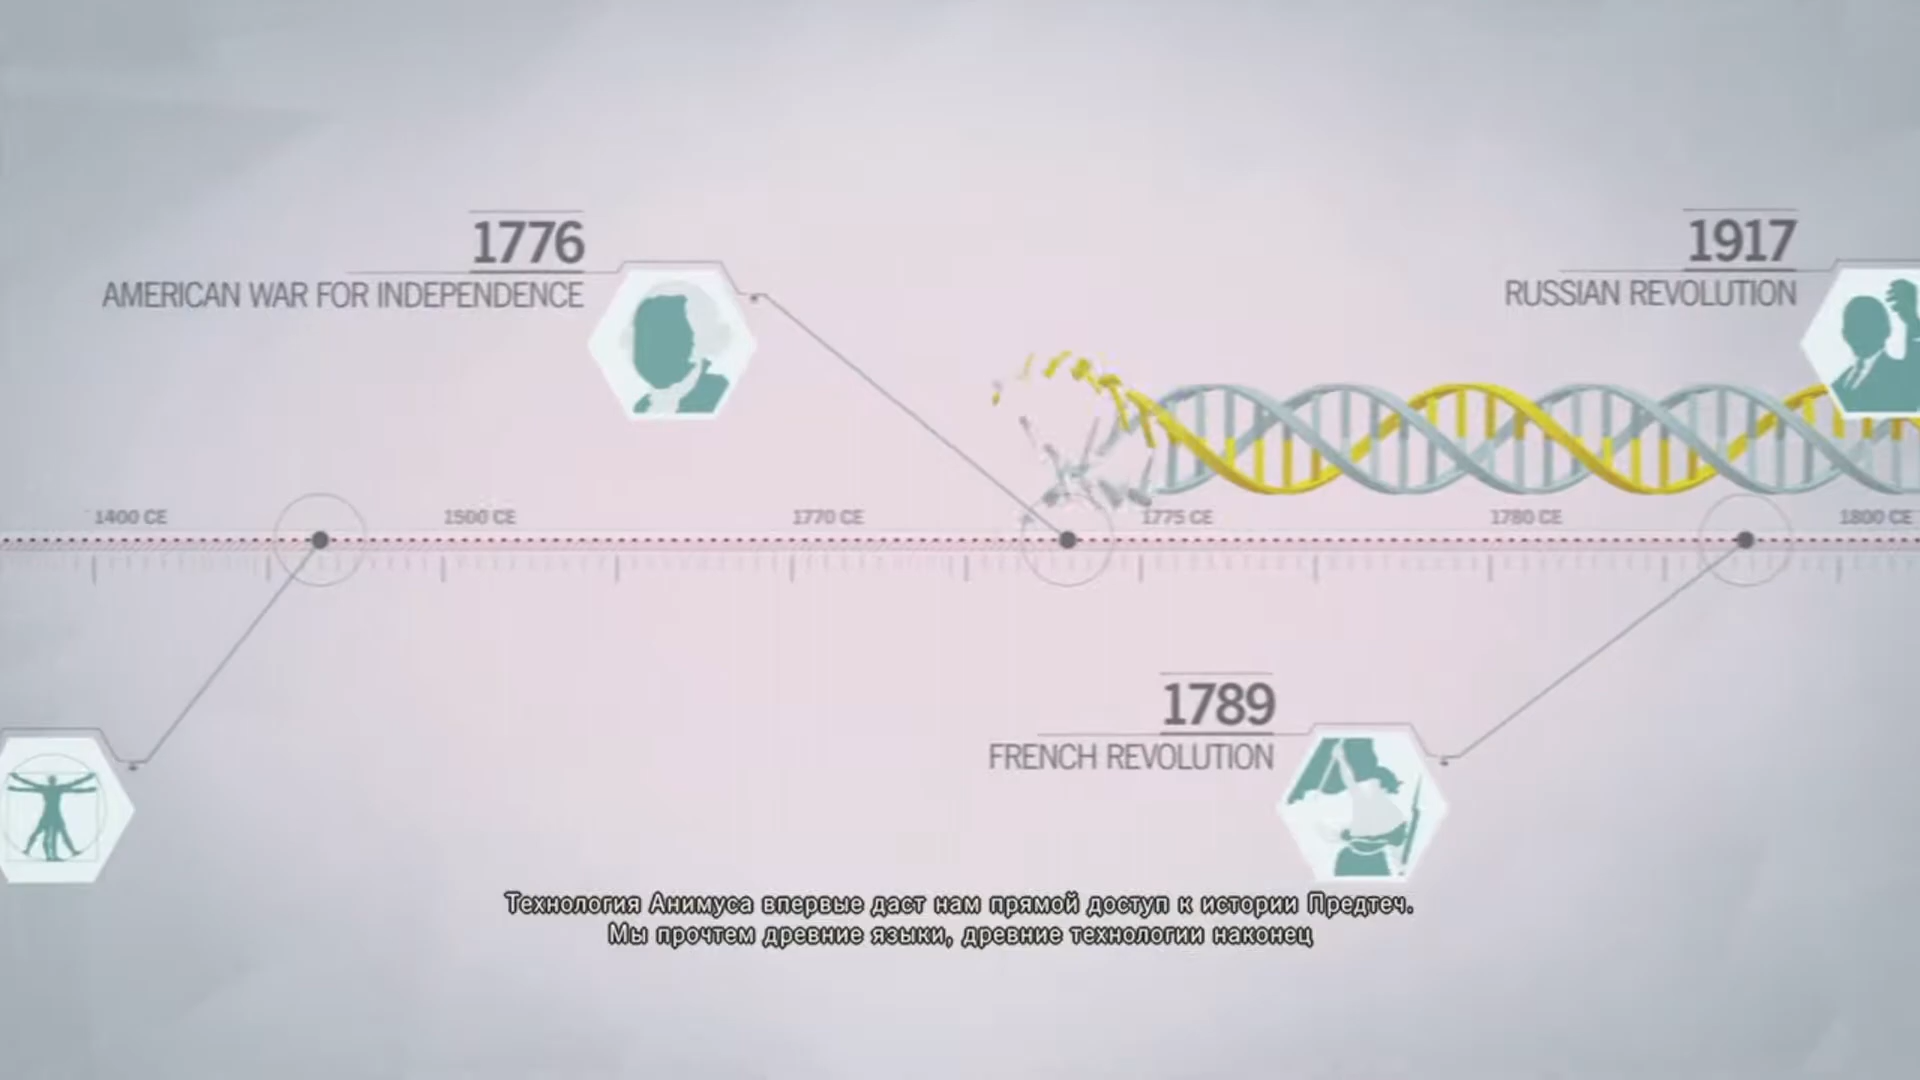 1776
AMERICAN WAR FOR INDEPENDENCE
1917
RUSSIAN REVOLUTION
1400 CE
1500 CE
1770 CE
1775 CE
1780 CE
1800 CE
1789
FRENCH REVOLUTION
Технология Анимуса впервые даст нам прямой доступ к истории Предтеч.
Мы прочтем древние языки, древние технологии наконец